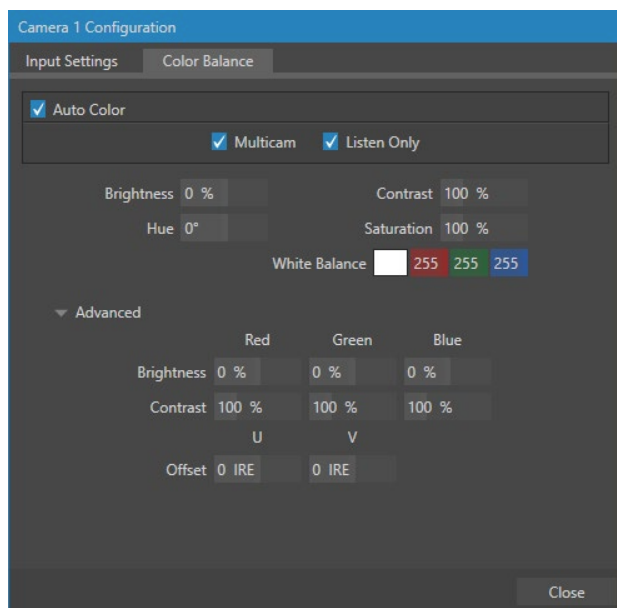 Camera 1 Configuration
Input Settings Color Balance
Auto Color
Multicam Listen Only
Brightness 0 % Contrast 100 %
Hue 0° Saturation 100 %
White Balance 255 255 255
Advanced
Red Green Blue
Brightness 0 % 0 % 0 %
Contrast 100 % 100 % 100 %
U V
Offset 0 IRE 0 IRE
Close